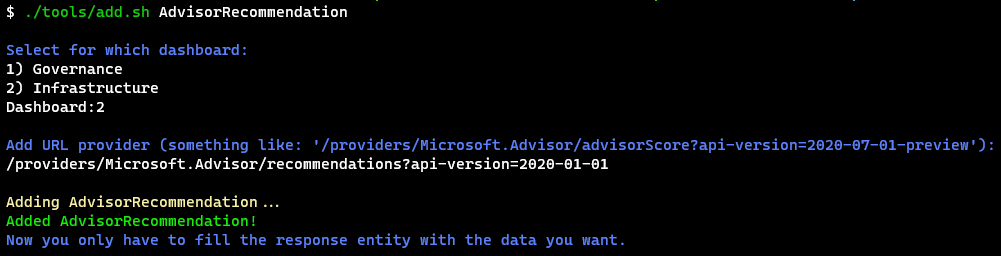 $ ./tools/add.sh AdvisorRecommendation
Select for which dashboard:
1) Governance
2) Infrastructure
Dashboard:2
Add URL provider (something like: '/providers/Microsoft.Advisor/advisorScore?api-version=2020-07-01-preview'):
/providers/Microsoft.Advisor/recommendations?api-version=2020-01-01
Adding AdvisorRecommendation...
Added AdvisorRecommendation!
Now you only have to fill the response entity with the data you want.